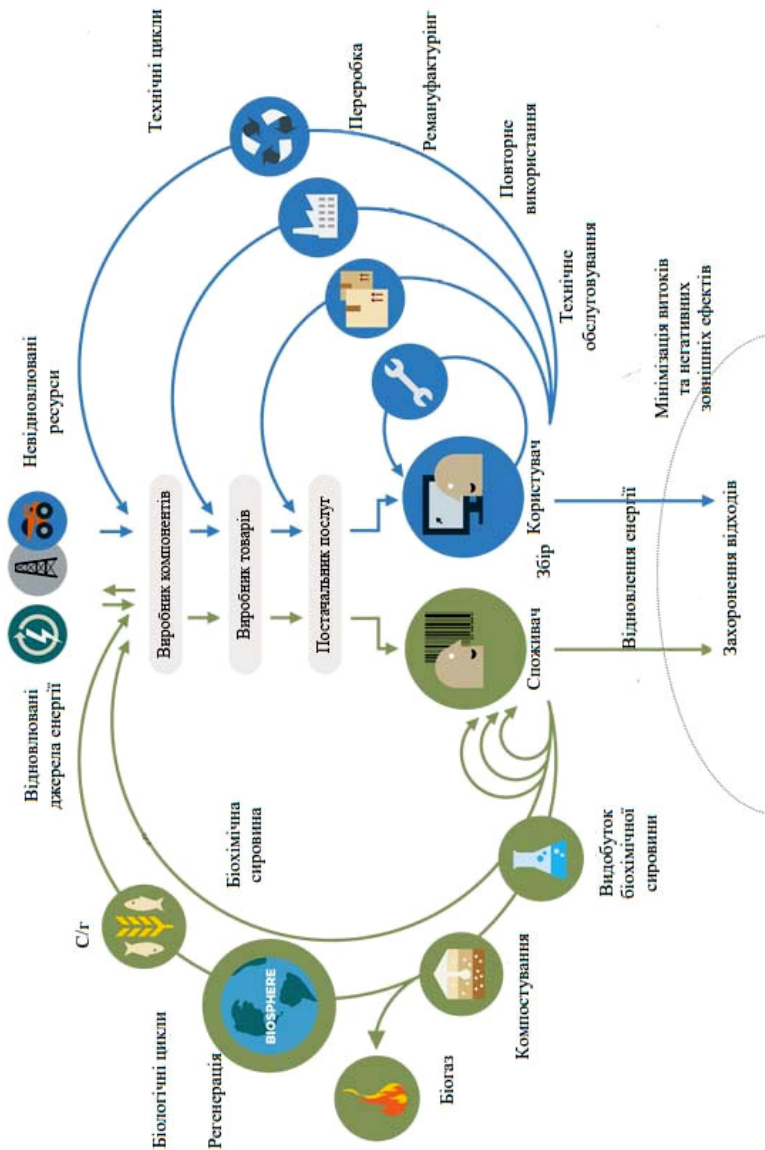 Відновлювані
джерела енергії
Невідновлювані
ресурси
Біологічні цикли
Регенерація
С/г
BIOSPHERE
Біохімічна
сировина
Біогаз
Компостування
Видобуток
біохімічної
сировини
Виробник компонентів
Виробник товарів
Постачальник послуг
Споживач
Користувач
Збір
Технічні цикли
Переробка
Ремануфактурінг
Повторне
використання
Технічне
обслуговування
Відновлення енергії
Захоронення відходів
Мінімізація витоків
та негативних
зовнішніх ефектів